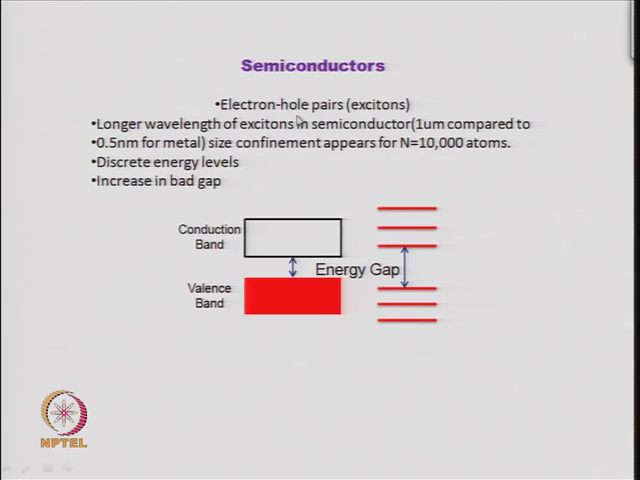 Semiconductors
•Electron-hole pairs (excitons)
•Longer wavelength of excitons in semiconductor(1um compared to
•0.5nm for metal) size confinement appears for N=10,000 atoms.
•Discrete energy levels
•Increase in bad gap
Conduction
Band
Energy Gap
Valence
Band
NPTEL